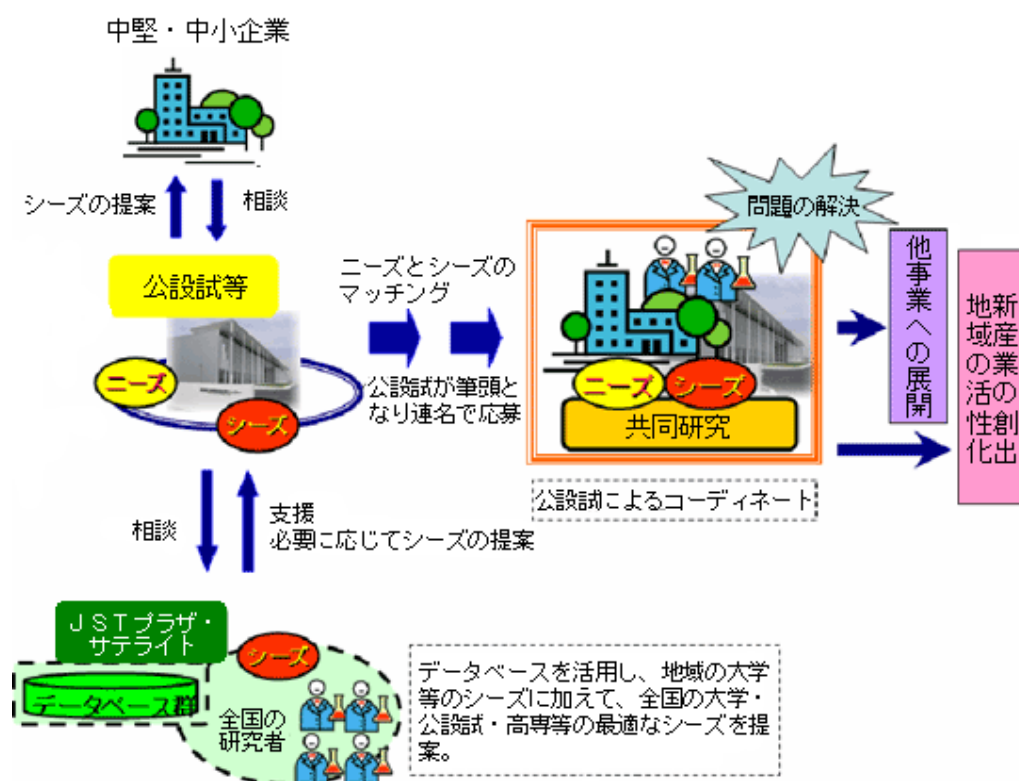 中堅・中小企業
シーズの提案
相談
公設試等
ニーズ
シーズ
ニーズとシーズの
マッチング
公設試が筆頭と
なり連名で応募
問題の解決
ニーズ
シーズ
共同研究
公設試によるコーディネート
他事業への展開
新産業の創出
地域の活性化
相談
支援
必要に応じてシーズの提案
JSTプラザ・
サテライト
データベース群
シーズ
全国の
研究者
データベースを活用し、地域の大学
等のシーズに加えて、全国の大学・
公設試・高専等の最適なシーズを提
案。